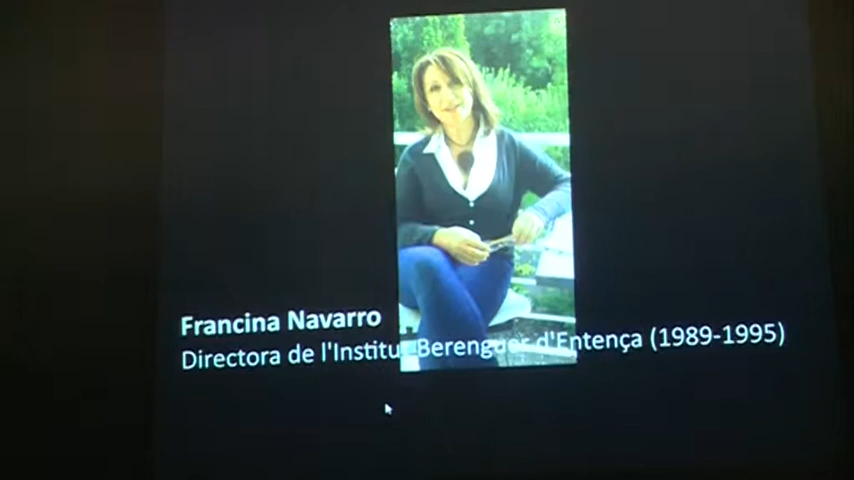 Francina Navarro
Directora de l'Institut Berenguer d'Entença (1989-1995)